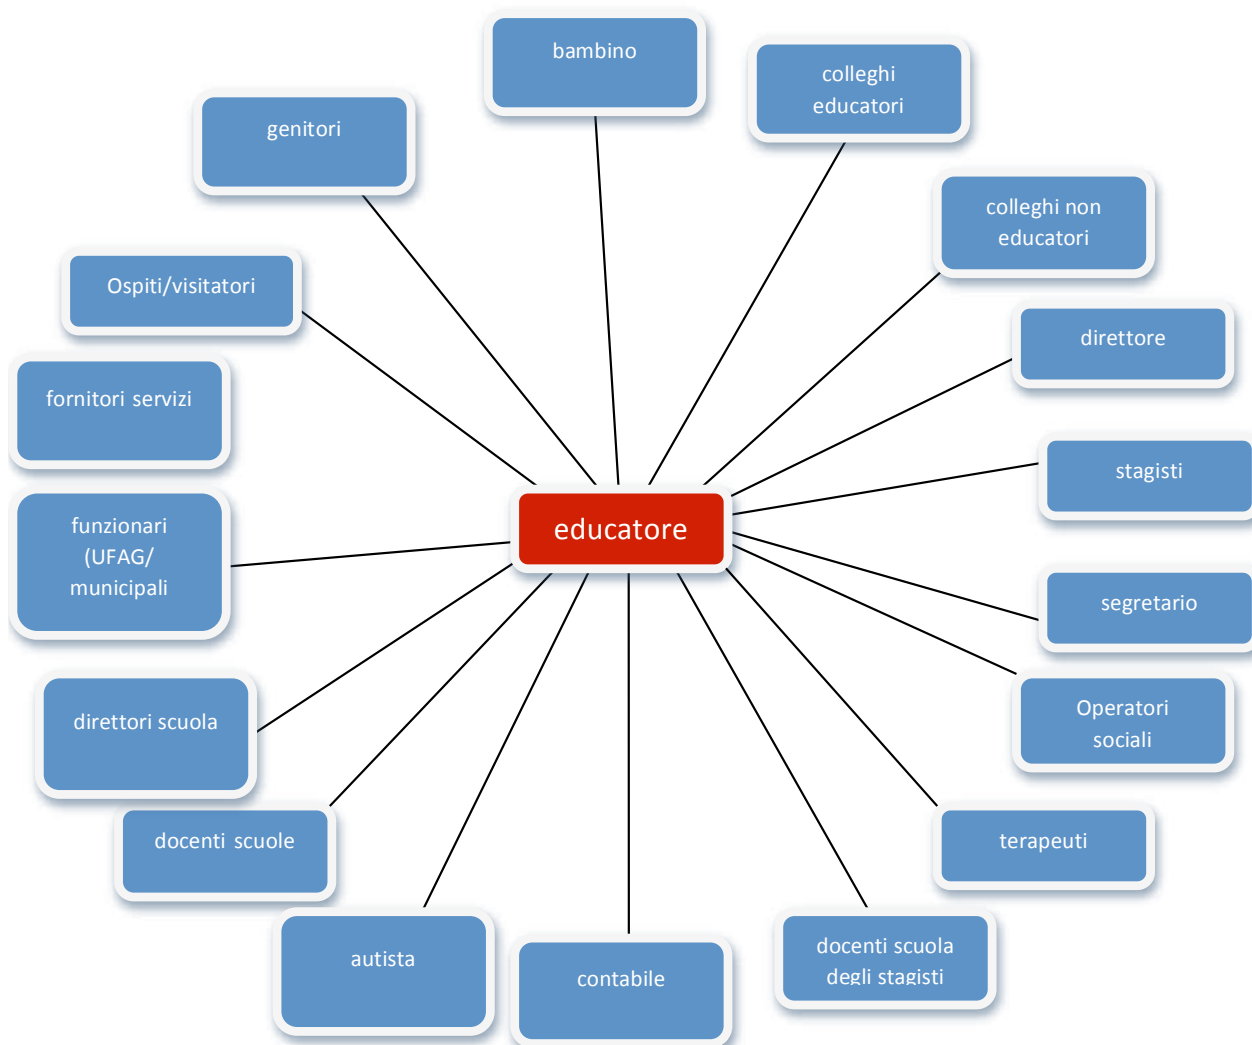 bambino
colleghi
educatori
genitori
colleghi non
educatori
Ospiti/visitatori
direttore
fornitori servizi
stagisti
educatore
funzionari
(UFAG/
municipali
segretario
direttori scuola
Operatori
sociali
docenti scuole
terapeuti
autista
docenti scuola
degli stagisti
contabile